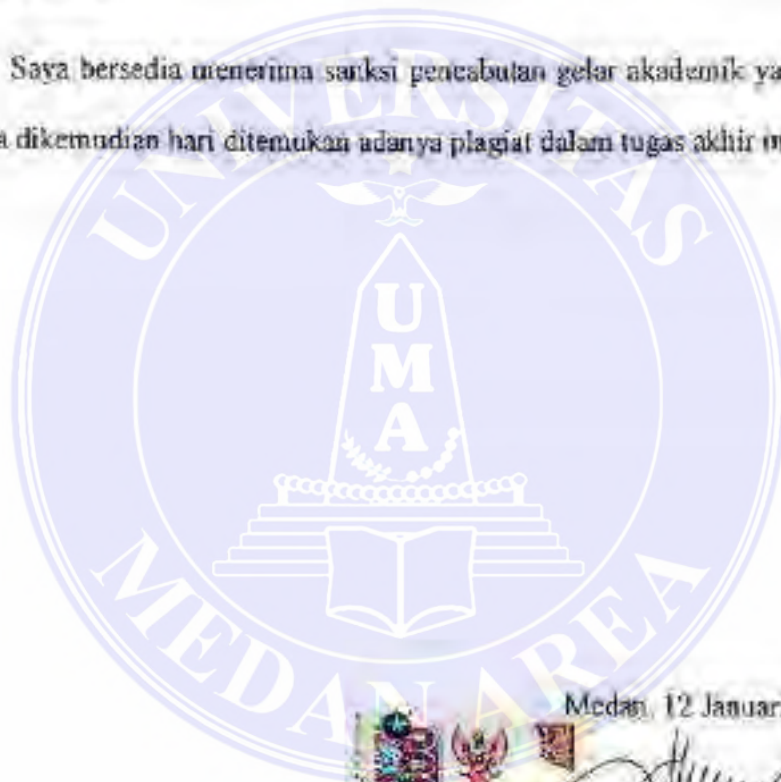 Saya bersedia menerima sanksi pencabutan gelar akademik ya
a dikemudian hari ditemukan adanya plagiat dalam tugas akhir
UNIVERSITAS
UMA
MEDAN AREA
Medan, 12 Januar